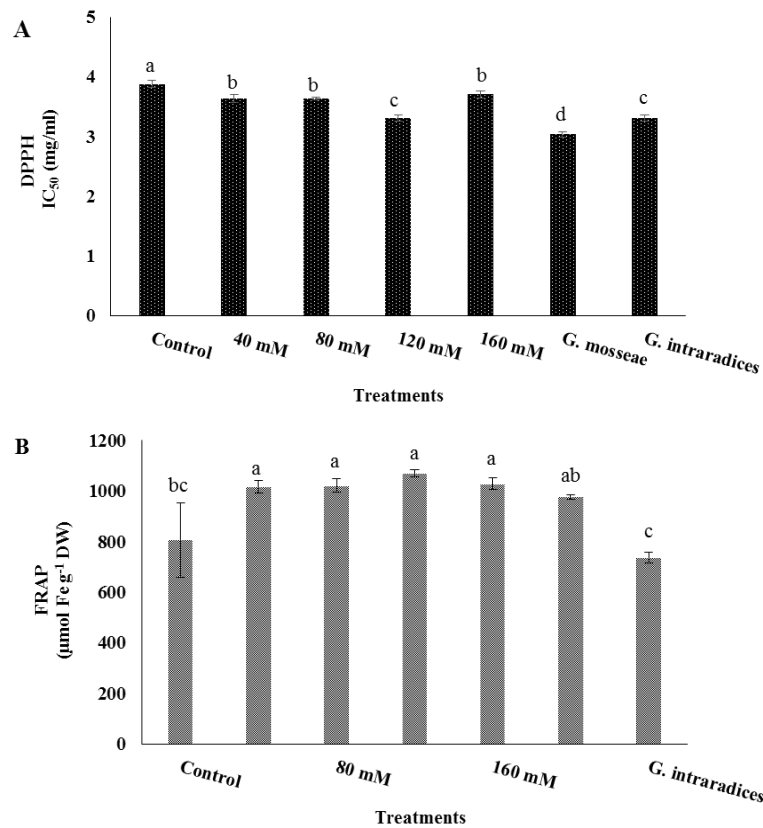 A
DPPH
IC₅₀ (mg/ml)
5
4
3
2
1
0
a
b
b
c
b
d
c
Control
40 mM
80 mM
120 mM
160 mM
G. mosseae
G. intraradices
Treatments
B
FRAP
(µmol Fe g⁻¹ DW)
1200
1000
800
600
400
200
0
bc
a
a
a
a
ab
c
Control
80 mM
160 mM
G. intraradices
Treatments